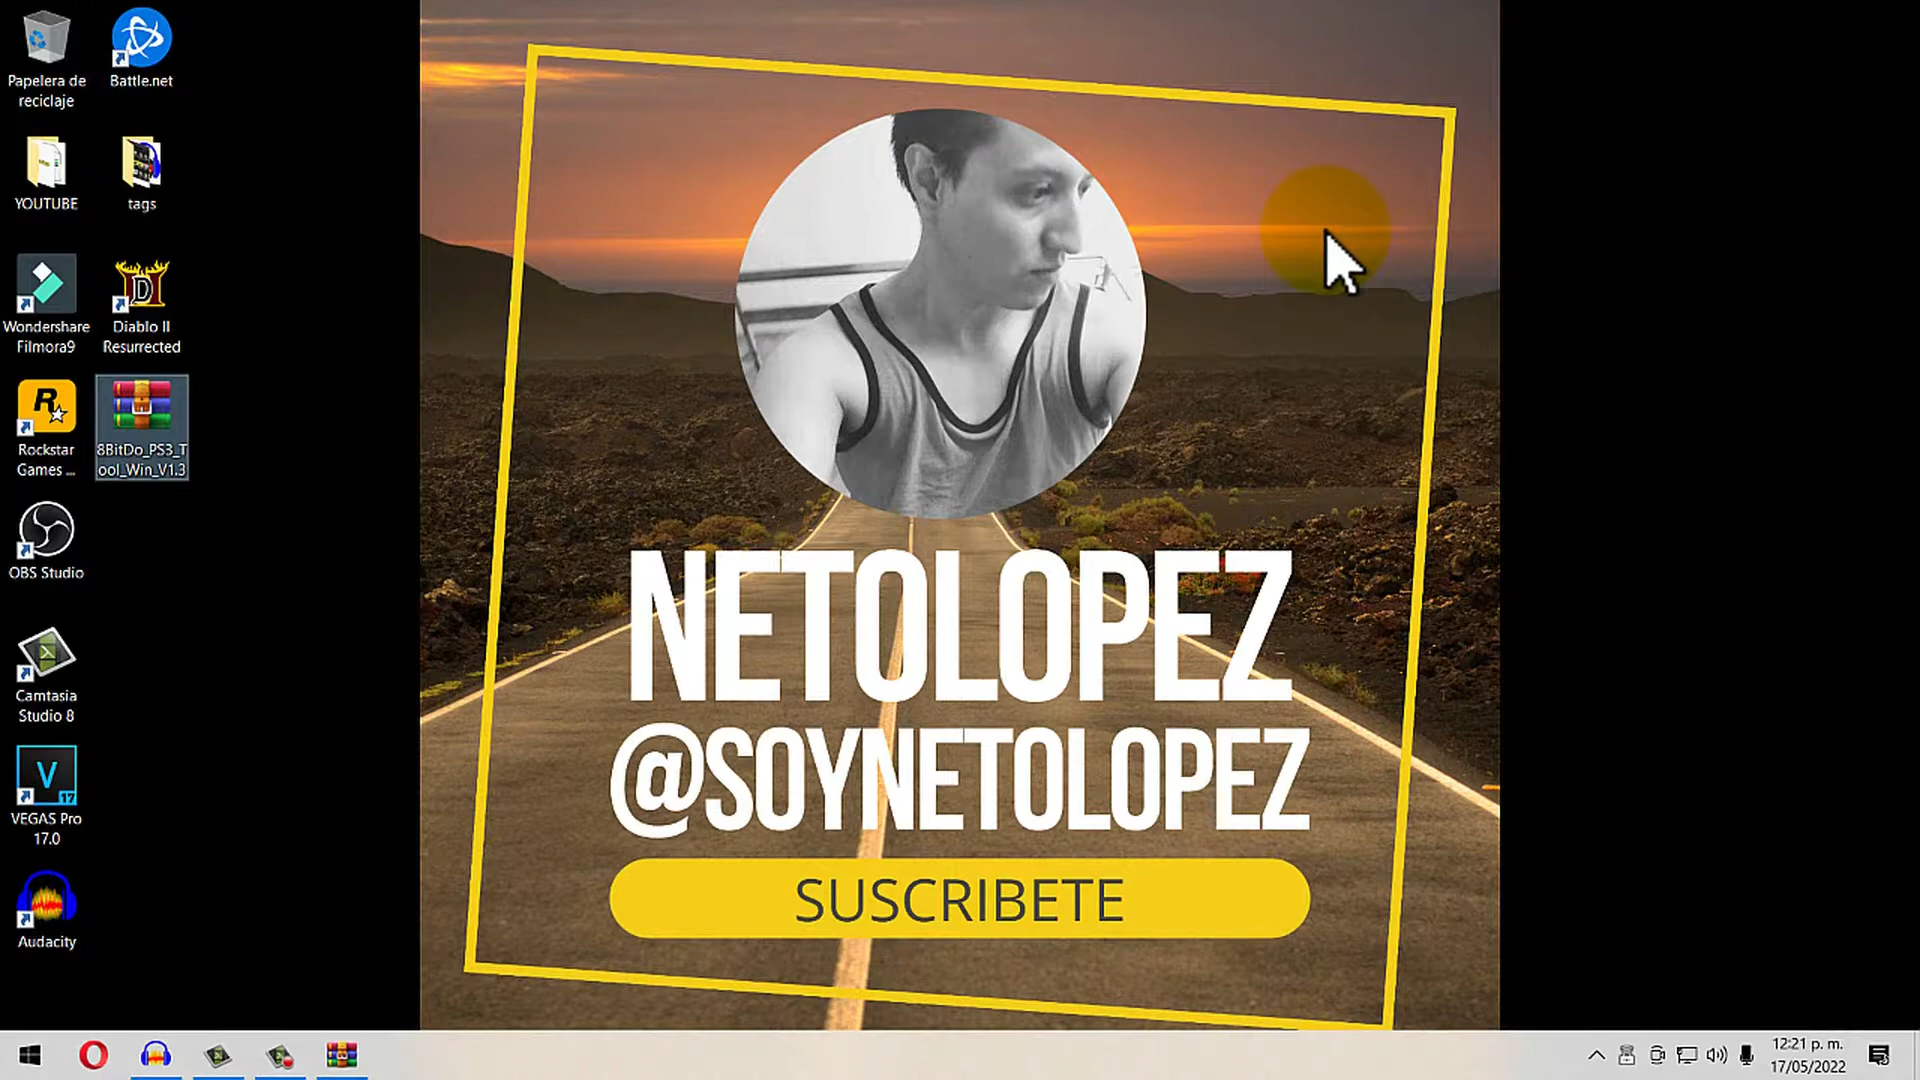 Papelera de
reciclaje
Battle.net
YOUTUBE
tags
Wondershare
Filmora9
Diablo II
Resurrected
Rockstar
Games ...
8BitDo_PS3_T
ool_Win_V1.3
OBS Studio
Camtasia
Studio 8
VEGAS Pro
17.0
Audacity
NETOLOPEZ
@SOYNETOLOPEZ
SUSCRIBETE
12:21 p. m.
17/05/2022